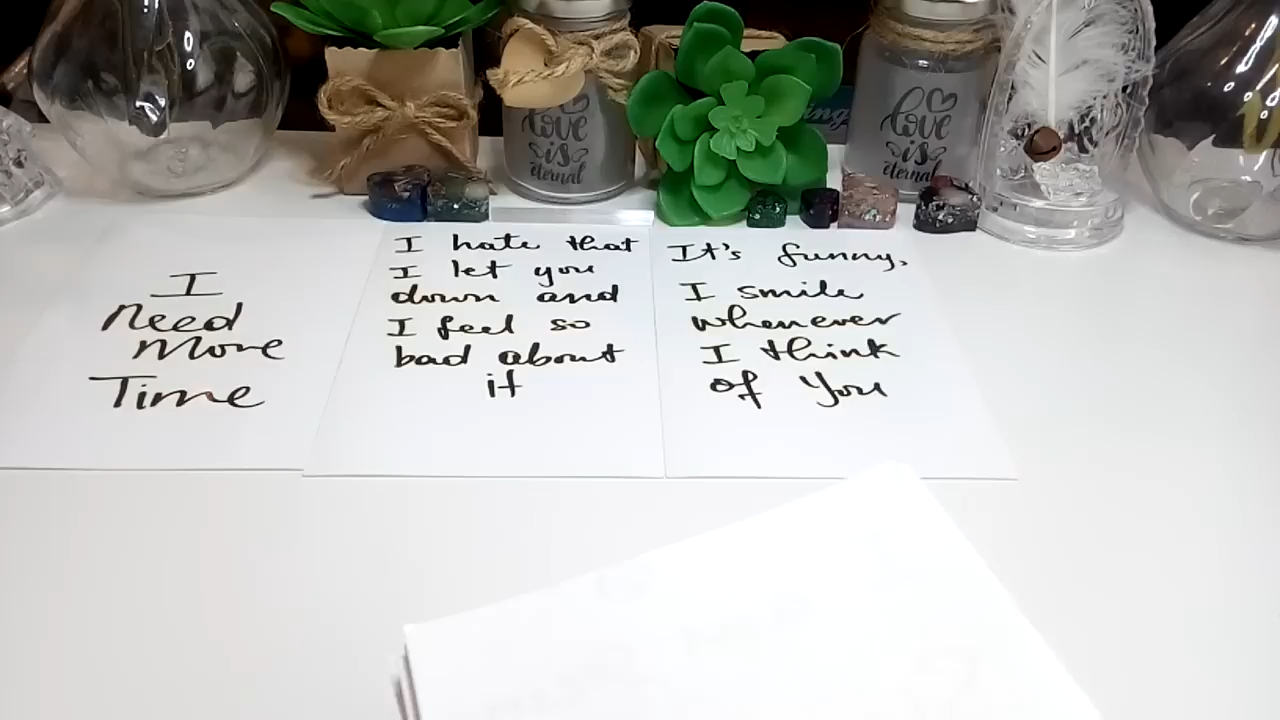 love
is
eternal
ing
love
is
eternal
I
Need
More
Time
I hate that
I let you
down and
I feel so
bad about
it
It's funny,
I smile
whenever
I think
of You